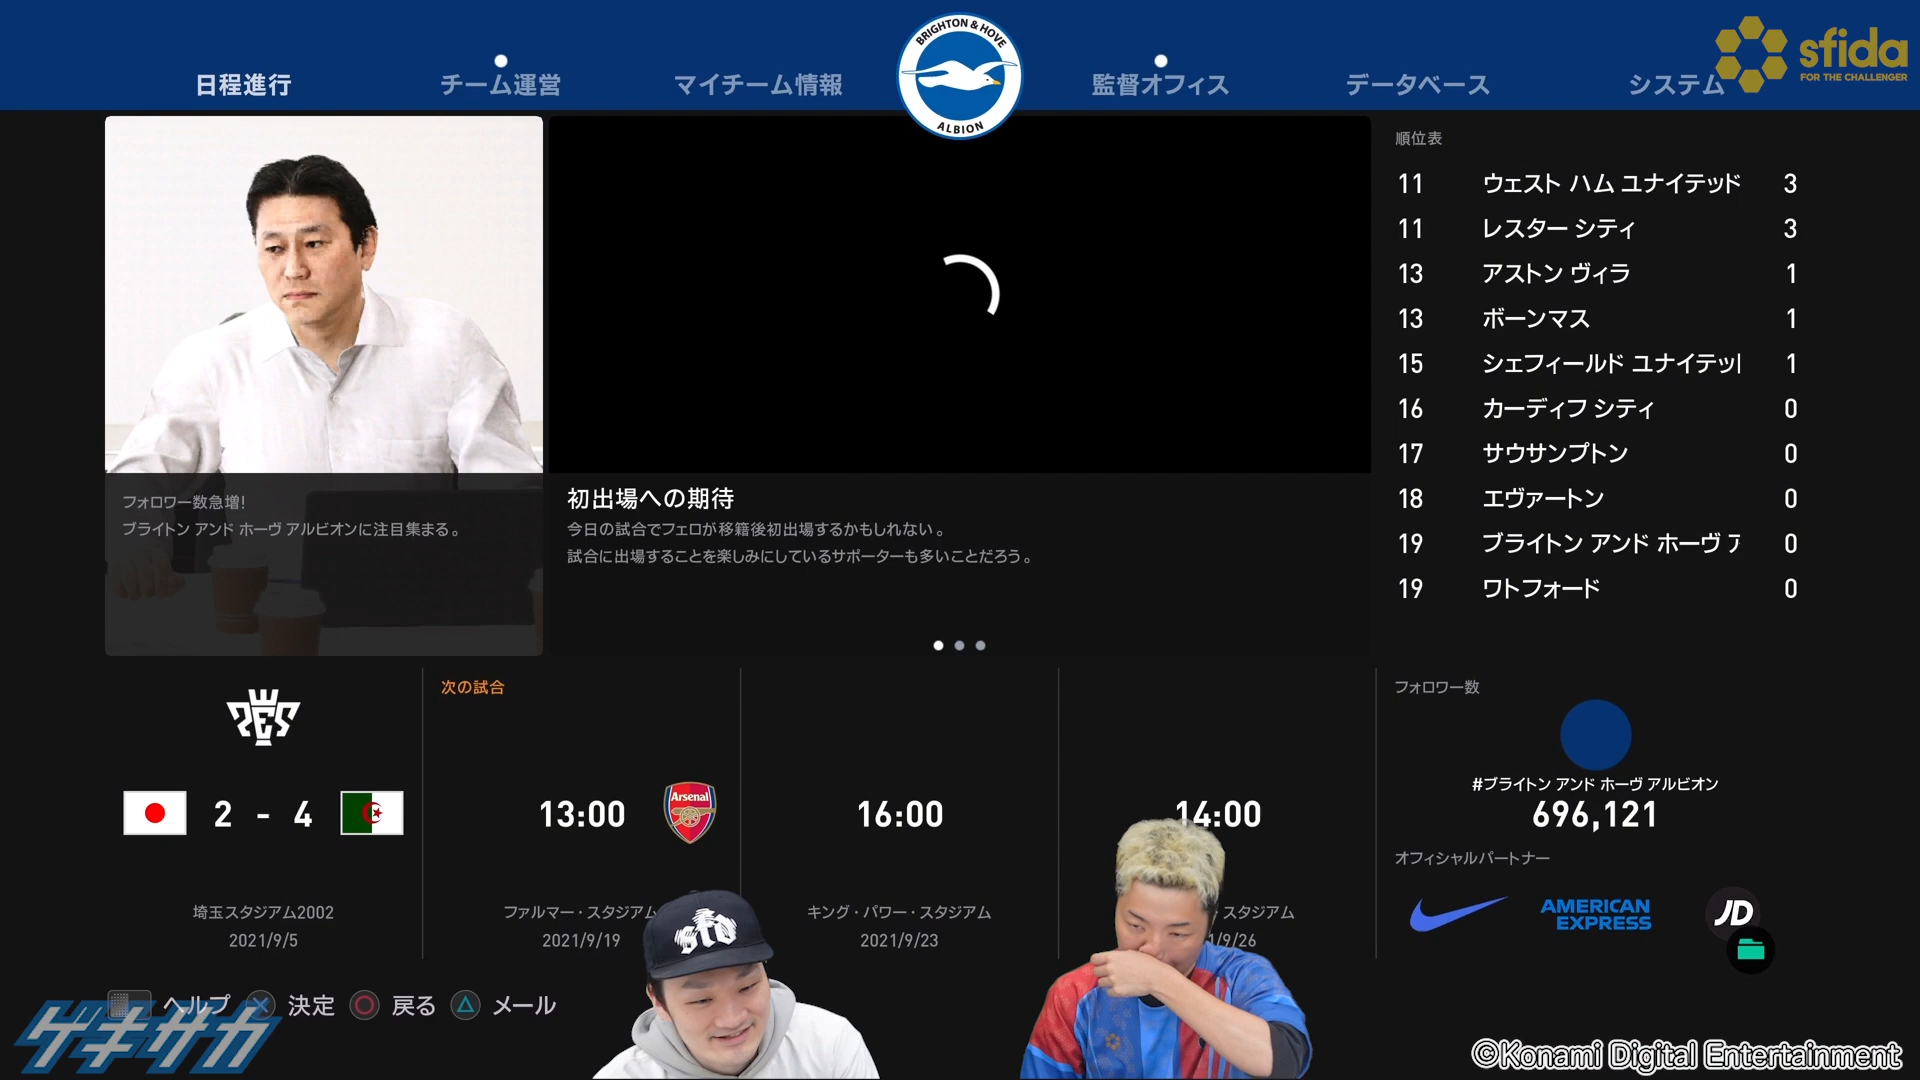 日程進行
チーム運営
マイチーム情報
BRIGHTON & HOVE
ALBION
監督オフィス
データベース
システム
sfida
FOR THE CHALLENGER
フォロワー数急増!
ブライトン アンド ホーヴ アルビオンに注目集まる。
初出場への期待
今日の試合でフェロが移籍後初出場するかもしれない。
試合に出場することを楽しみにしているサポーターも多いことだろう。
順位表
11 ウェスト ハム ユナイテッド 3
11 レスター シティ 3
13 アストン ヴィラ 1
13 ボーンマス 1
15 シェフィールド ユナイテッ 1
16 カーディフ シティ 0
17 サウサンプトン 0
18 エヴァートン 0
19 ブライトン アンド ホーヴ ア 0
19 ワトフォード 0
PES
2 - 4
埼玉スタジアム2002
2021/9/5
次の試合
13:00
Arsenal
ファルマー・スタジアム
2021/9/19
16:00
キング・パワー・スタジアム
2021/9/23
14:00
スタジアム
/9/26
フォロワー数
#ブライトン アンド ホーヴ アルビオン
696,121
オフィシャルパートナー
AMERICAN
EXPRESS
JD
sfd
ヘルプ
決定
戻る
メール
ゲキサカ
©Konami Digital Entertainment